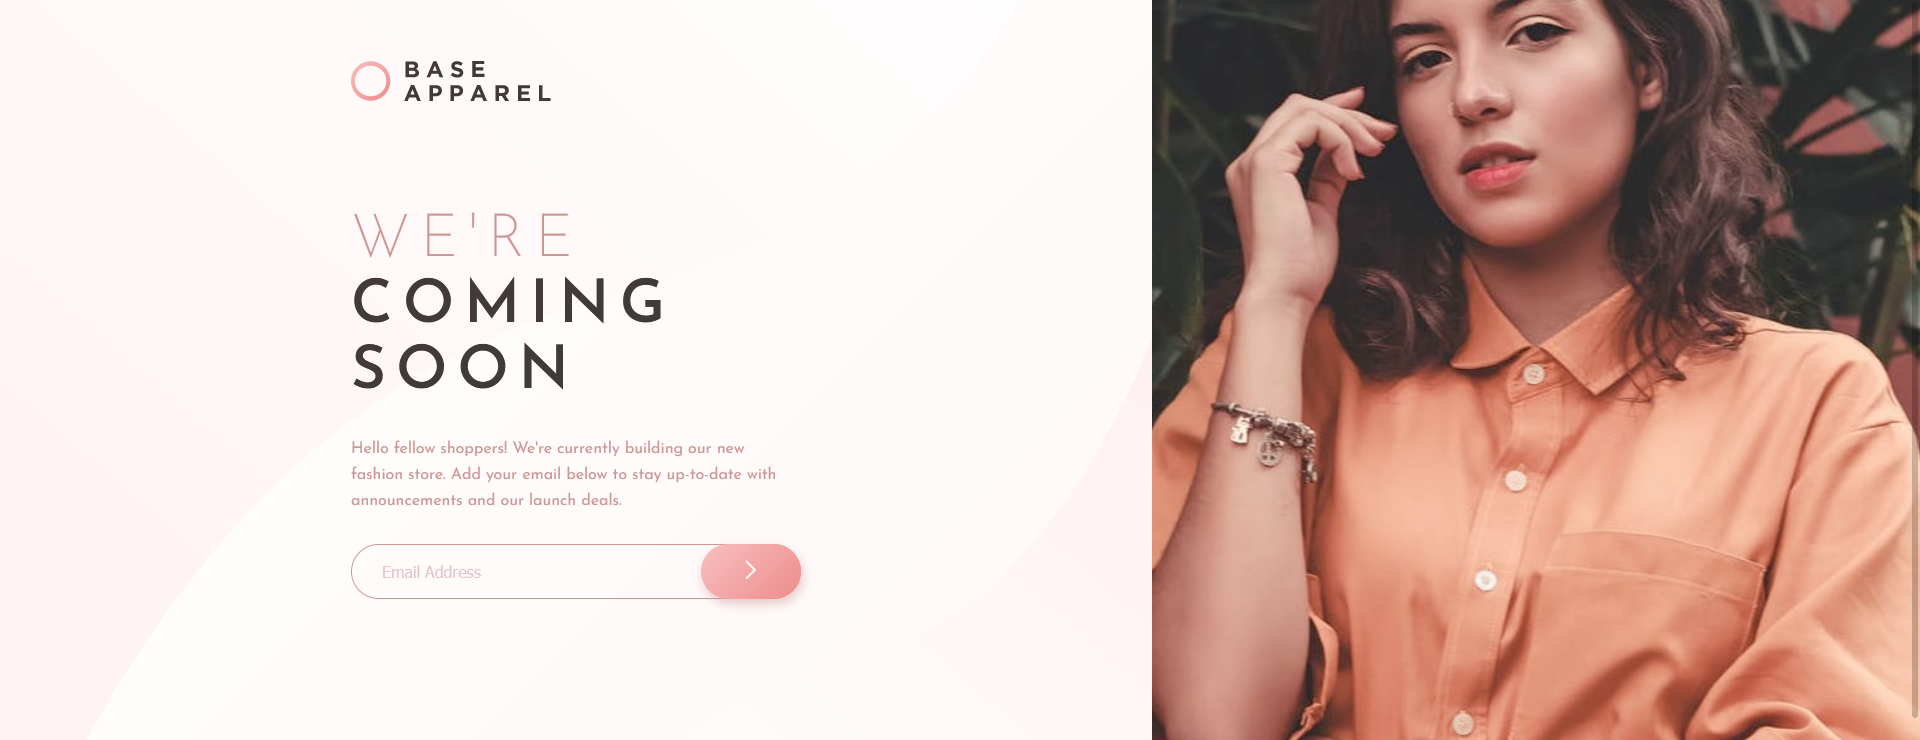 BASE
APPAREL
WE'RE
COMING
SOON
Hello fellow shoppers! We're currently building our new
fashion store. Add your email below to stay up-to-date with
announcements and our launch deals.
Email Address